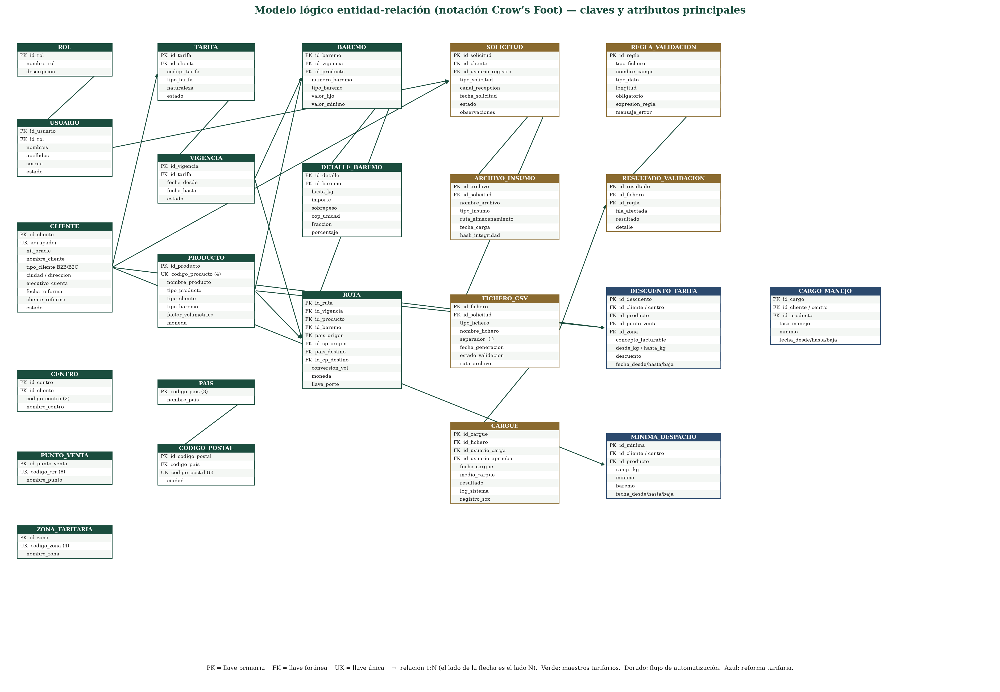 Modelo lógico entidad-relación (notación Crow’s Foot) — claves y atributos principales
ROL
PK id_rol
nombre_rol
descripcion
USUARIO
PK id_usuario
FK id_rol
nombres
apellidos
correo
estado
CLIENTE
PK id_cliente
UK agrupador
nit_oracle
nombre_cliente
tipo_cliente B2B/B2C
ciudad / direccion
ejecutivo_cuenta
fecha_reforma
cliente_reforma
estado
CENTRO
PK id_centro
FK id_cliente
codigo_centro (2)
nombre_centro
PUNTO_VENTA
PK id_punto_venta
UK codigo_crr (8)
nombre_punto
ZONA_TARIFARIA
PK id_zona
UK codigo_zona (4)
nombre_zona
TARIFA
PK id_tarifa
FK id_cliente
codigo_tarifa
tipo_tarifa
naturaleza
estado
VIGENCIA
PK id_vigencia
FK id_tarifa
fecha_desde
fecha_hasta
estado
PRODUCTO
PK id_producto
UK codigo_producto (4)
nombre_producto
tipo_producto
tipo_cliente
tipo_baremo
factor_volumetrico
moneda
PAIS
PK codigo_pais (3)
nombre_pais
CODIGO_POSTAL
PK id_codigo_postal
FK codigo_pais
UK codigo_postal (6)
ciudad
BAREMO
PK id_baremo
FK id_vigencia
FK id_producto
numero_baremo
tipo_baremo
valor_fijo
valor_minimo
DETALLE_BAREMO
PK id_detalle
FK id_baremo
hasta_kg
importe
sobrepeso
cop_unidad
fraccion
porcentaje
RUTA
PK id_ruta
FK id_vigencia
FK id_producto
FK id_baremo
FK pais_origen
FK id_cp_origen
FK pais_destino
FK id_cp_destino
conversion_vol
moneda
llave_porte
SOLICITUD
PK id_solicitud
FK id_cliente
FK id_usuario_registro
tipo_solicitud
canal_recepcion
fecha_solicitud
estado
observaciones
ARCHIVO_INSUMO
PK id_archivo
FK id_solicitud
nombre_archivo
tipo_insumo
ruta_almacenamiento
fecha_carga
hash_integridad
FICHERO_CSV
PK id_fichero
FK id_solicitud
tipo_fichero
nombre_fichero
separador (|)
fecha_generacion
estado_validacion
ruta_archivo
CARGUE
PK id_cargue
FK id_fichero
FK id_usuario_carga
FK id_usuario_aprueba
fecha_cargue
medio_cargue
resultado
log_sistema
registro_sox
REGLA_VALIDACION
PK id_regla
tipo_fichero
nombre_campo
tipo_dato
longitud
obligatorio
expresion_regla
mensaje_error
RESULTADO_VALIDACION
PK id_resultado
FK id_fichero
FK id_regla
fila_afectada
resultado
detalle
DESCUENTO_TARIFA
PK id_descuento
FK id_cliente / centro
FK id_producto
FK id_punto_venta
FK id_zona
concepto_facturable
desde_kg / hasta_kg
descuento
fecha_desde/hasta/baja
MINIMA_DESPACHO
PK id_minima
FK id_cliente / centro
FK id_producto
rango_kg
minimo
baremo
fecha_desde/hasta/baja
CARGO_MANEJO
PK id_cargo
FK id_cliente / centro
FK id_producto
tasa_manejo
minimo
fecha_desde/hasta/baja
PK = llave primaria FK = llave foránea UK = llave única → relación 1:N (el lado de la flecha es el lado N). Verde: maestros tarifarios. Dorado: flujo de automatización. Azul: reforma tarifaria.